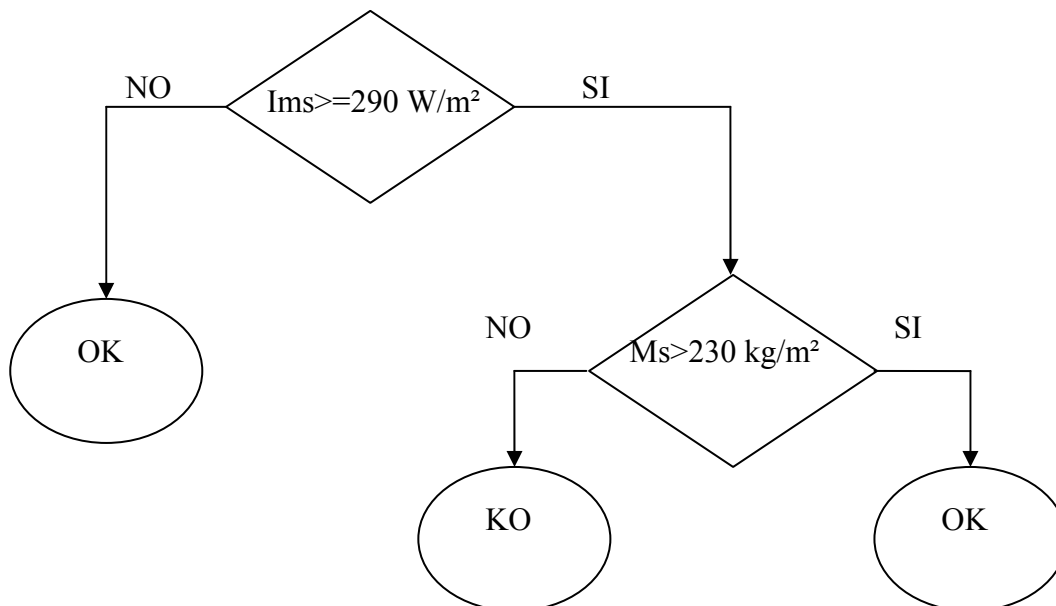 NO
Ims>=290 W/m²
SI
OK
NO
Ms>230 kg/m²
SI
KO
OK